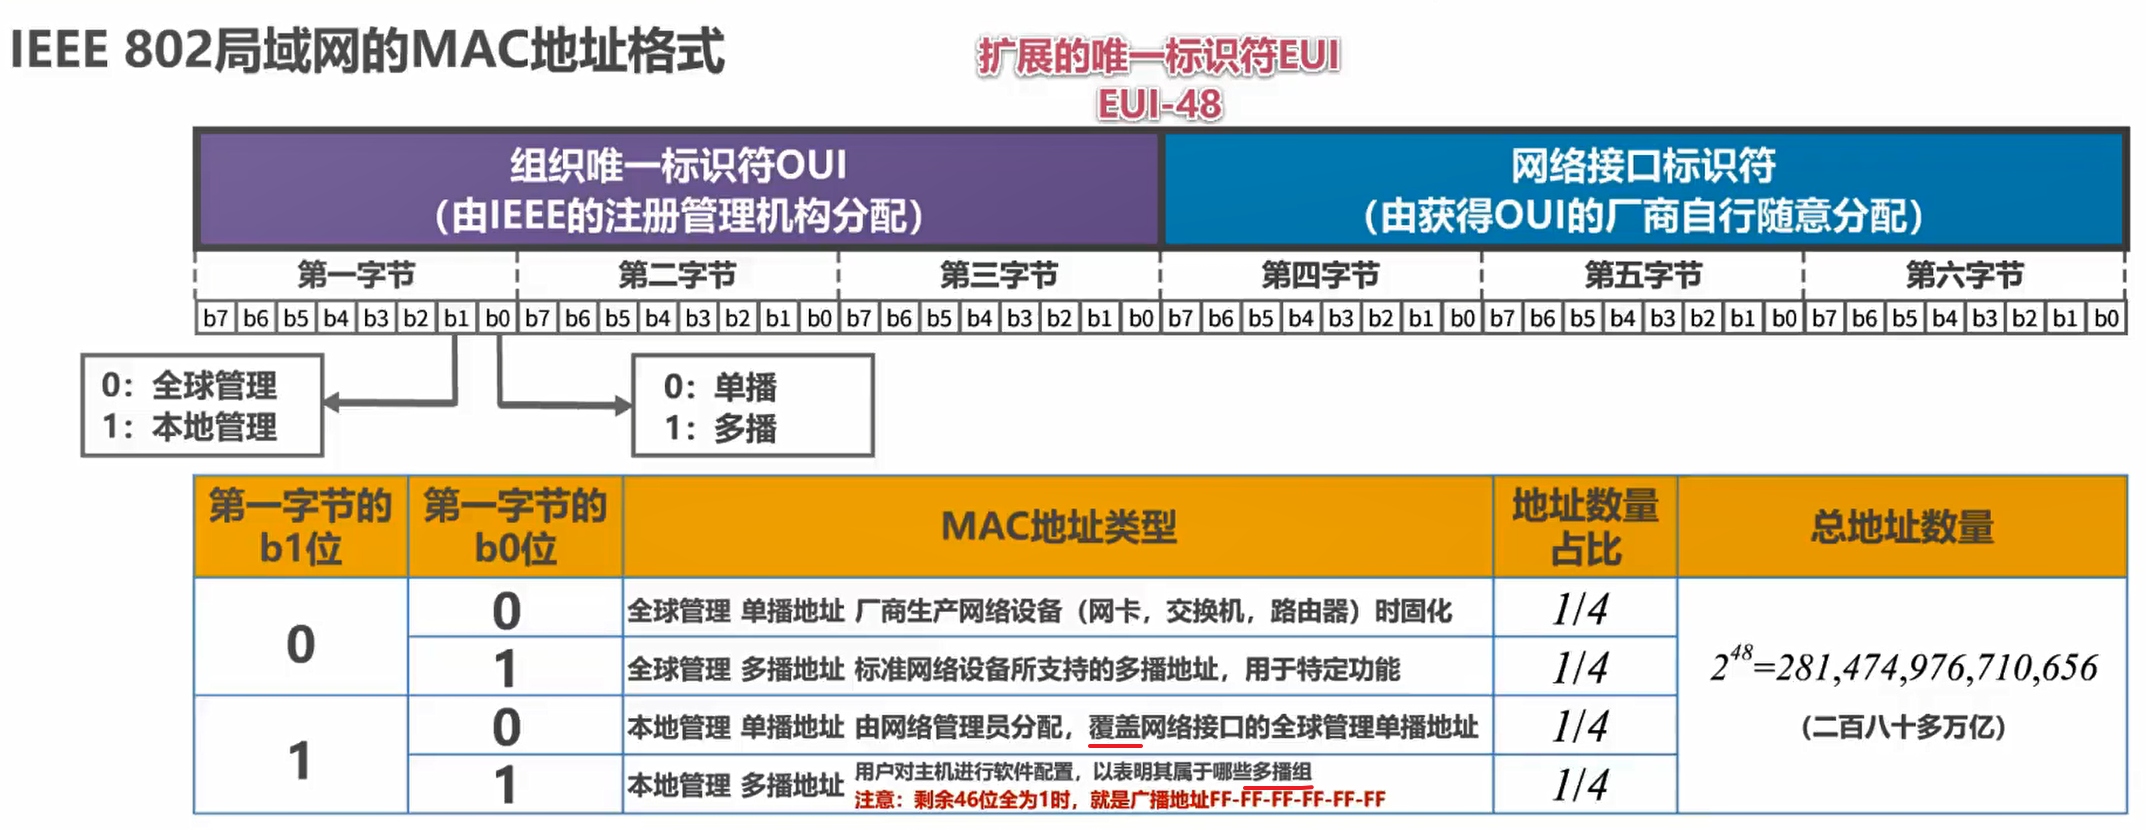 IEEE 802局域网的MAC地址格式
扩展的唯一标识符EUI
EUI-48
组织唯一标识符OUI
（由IEEE的注册管理机构分配）
网络接口标识符
（由获得OUI的厂商自行随意分配）
第一字节 第二字节 第三字节 第四字节 第五字节 第六字节
b7 b6 b5 b4 b3 b2 b1 b0 b7 b6 b5 b4 b3 b2 b1 b0 b7 b6 b5 b4 b3 b2 b1 b0 b7 b6 b5 b4 b3 b2 b1 b0 b7 b6 b5 b4 b3 b2 b1 b0 b7 b6 b5 b4 b3 b2 b1 b0
0：全球管理
1：本地管理
0：单播
1：多播
第一字节的
b1位
第一字节的
b0位
MAC地址类型
地址数量
占比
总地址数量
0
0
全球管理 单播地址 厂商生产网络设备（网卡，交换机，路由器）时固化
1/4
1
全球管理 多播地址 标准网络设备所支持的多播地址，用于特定功能
1/4
1
0
本地管理 单播地址 由网络管理员分配，覆盖网络接口的全球管理单播地址
1/4
1
本地管理 多播地址
用户对主机进行软件配置，以表明其属于哪些多播组
注意：剩余46位全为1时，就是广播地址FF-FF-FF-FF-FF-FF
1/4
2^48=281,474,976,710,656
（二百八十多万亿）